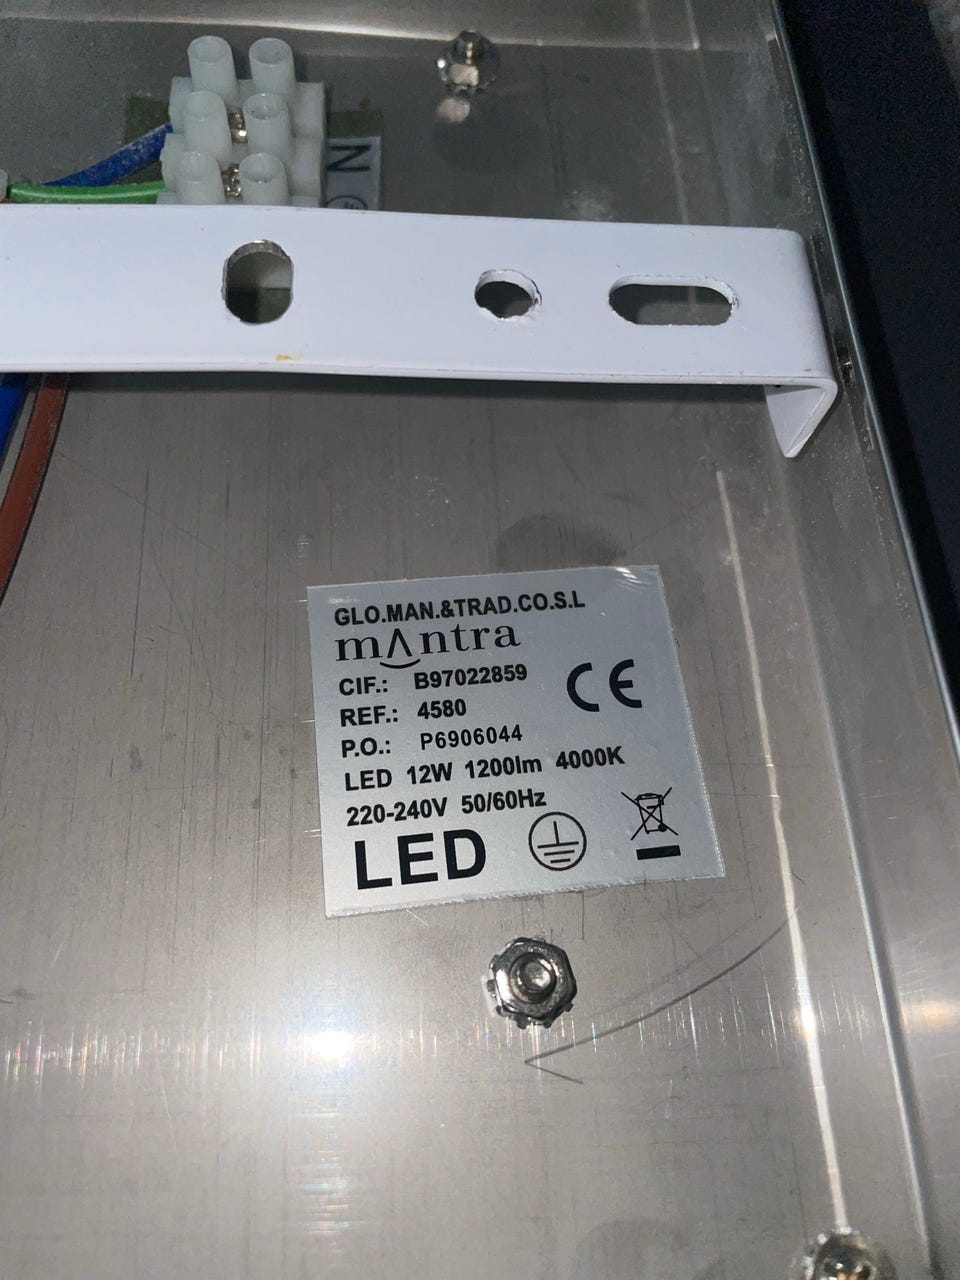 N
GLO.MAN.&TRAD.CO.S.L
mantra
CIF.: B97022859
REF.: 4580
P.O.: P6906044
LED 12W 1200lm 4000K
220-240V 50/60Hz
LED
CE